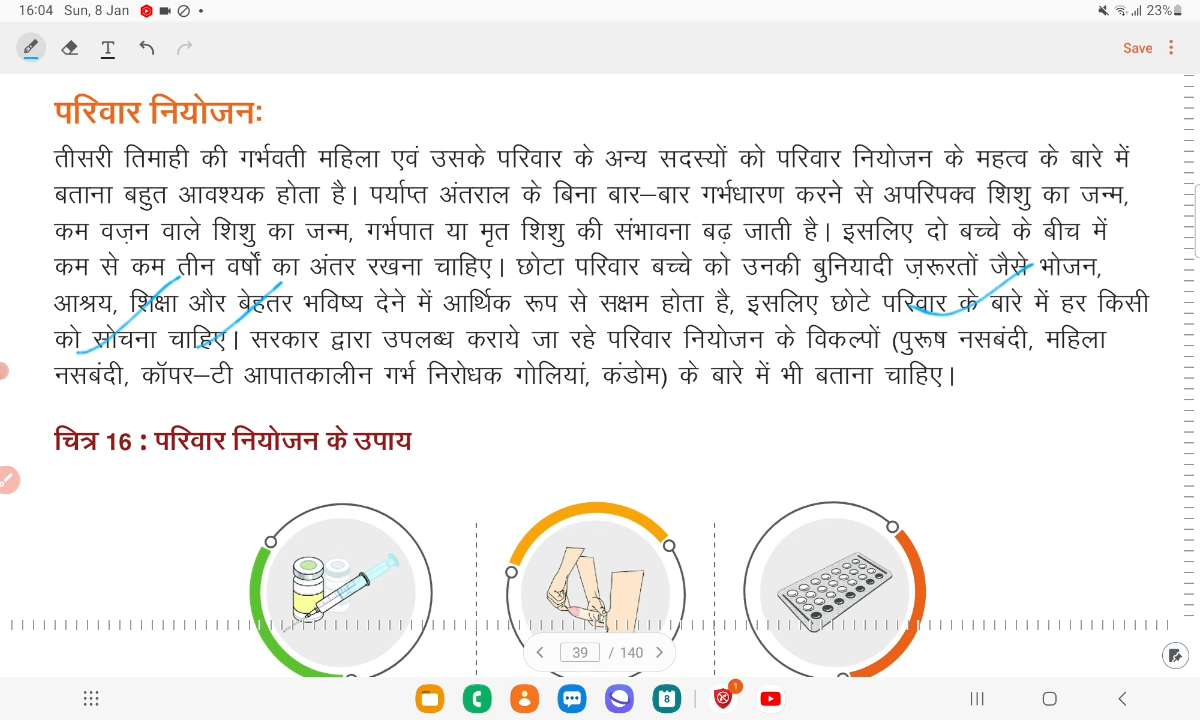 16:04 Sun, 8 Jan
23%
Save
परिवार नियोजनः
तीसरी तिमाही की गर्भवती महिला एवं उसके परिवार के अन्य सदस्यों को परिवार नियोजन के महत्व के बारे में
बताना बहुत आवश्यक होता है। पर्याप्त अंतराल के बिना बार–बार गर्भधारण करने से अपरिपक्व शिशु का जन्म,
कम वज़न वाले शिशु का जन्म, गर्भपात या मृत शिशु की संभावना बढ़ जाती है। इसलिए दो बच्चे के बीच में
कम से कम तीन वर्षों का अंतर रखना चाहिए। छोटा परिवार बच्चे को उनकी बुनियादी ज़रूरतों जैसे भोजन,
आश्रय, शिक्षा और बेहतर भविष्य देने में आर्थिक रूप से सक्षम होता है, इसलिए छोटे परिवार के बारे में हर किसी
को सोचना चाहिए। सरकार द्वारा उपलब्ध कराये जा रहे परिवार नियोजन के विकल्पों (पुरूष नसबंदी, महिला
नसबंदी, कॉपर–टी आपातकालीन गर्भ निरोधक गोलियां, कंडोम) के बारे में भी बताना चाहिए।
चित्र 16 : परिवार नियोजन के उपाय
39 / 140
8
1